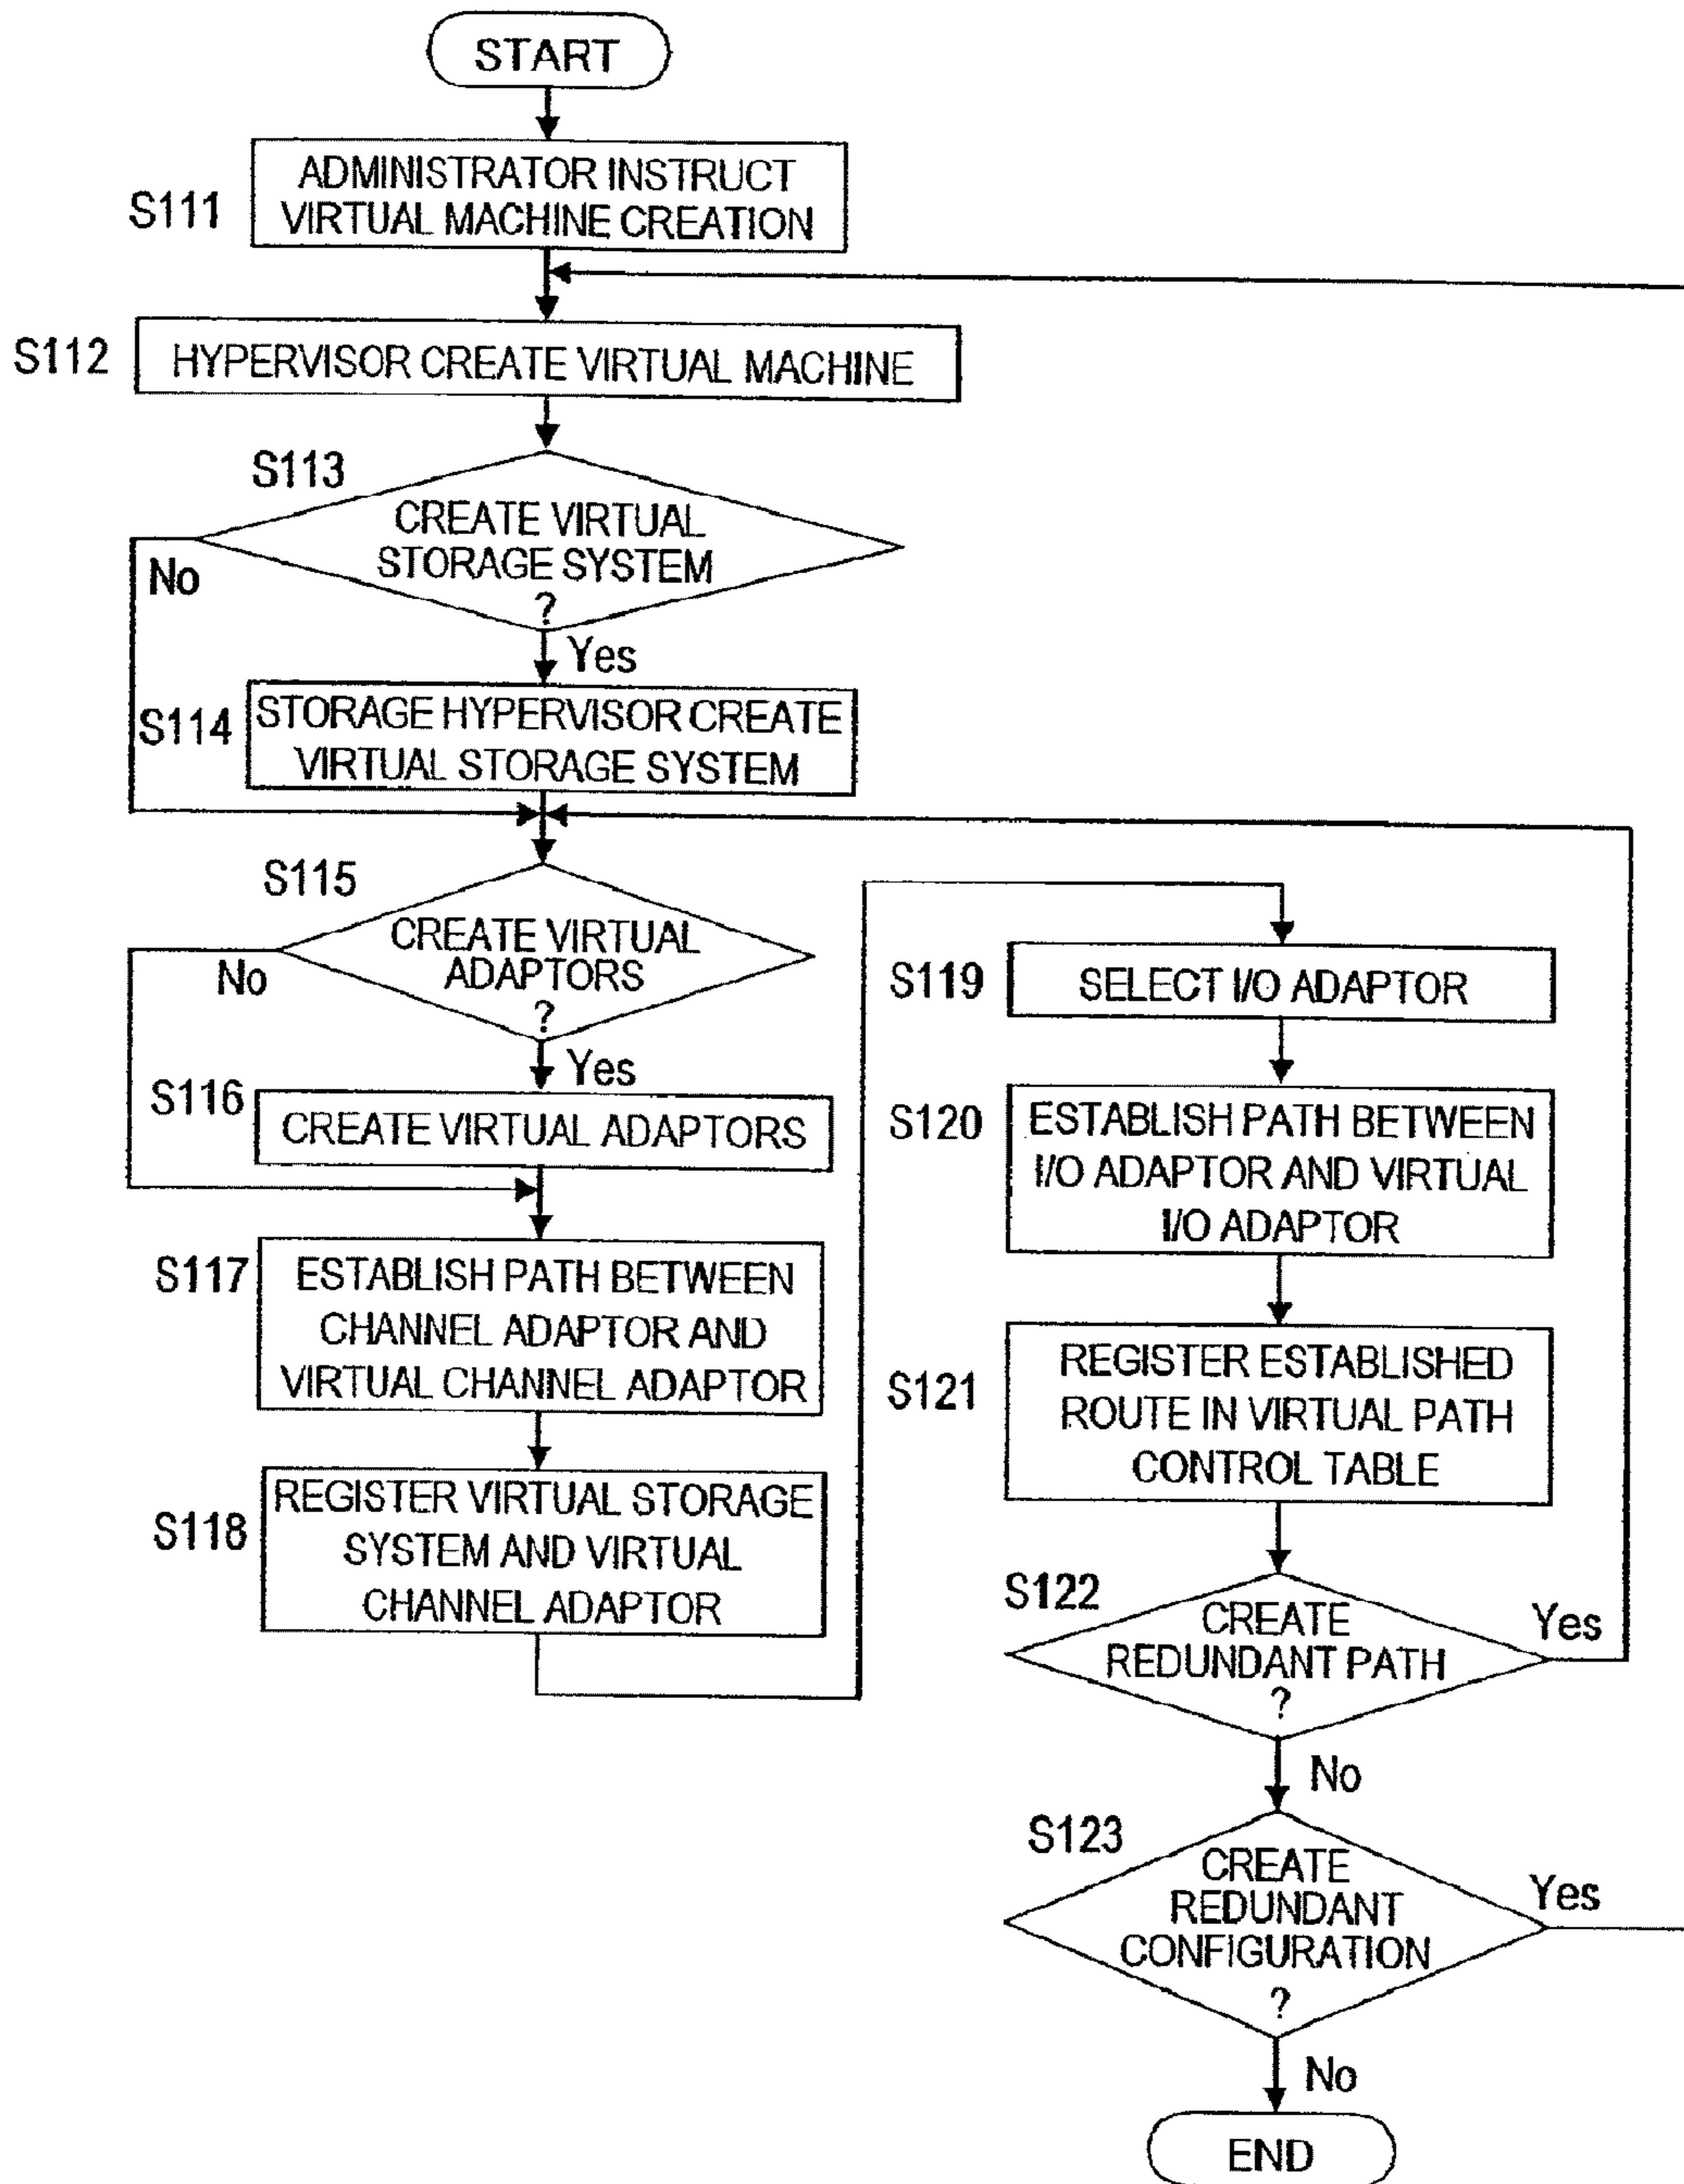 START
S111
ADMINISTRATOR INSTRUCT
VIRTUAL MACHINE CREATION
S112
HYPERVISOR CREATE VIRTUAL MACHINE
S113
CREATE VIRTUAL
STORAGE SYSTEM
?
No
Yes
S114
STORAGE HYPERVISOR CREATE
VIRTUAL STORAGE SYSTEM
S115
CREATE VIRTUAL
ADAPTORS
?
No
Yes
S116
CREATE VIRTUAL ADAPTORS
S117
ESTABLISH PATH BETWEEN
CHANNEL ADAPTOR AND
VIRTUAL CHANNEL ADAPTOR
S118
REGISTER VIRTUAL STORAGE
SYSTEM AND VIRTUAL
CHANNEL ADAPTOR
S119
SELECT I/O ADAPTOR
S120
ESTABLISH PATH BETWEEN
I/O ADAPTOR AND VIRTUAL
I/O ADAPTOR
S121
REGISTER ESTABLISHED
ROUTE IN VIRTUAL PATH
CONTROL TABLE
S122
CREATE
REDUNDANT PATH
?
Yes
No
S123
CREATE
REDUNDANT
CONFIGURATION
?
Yes
No
END